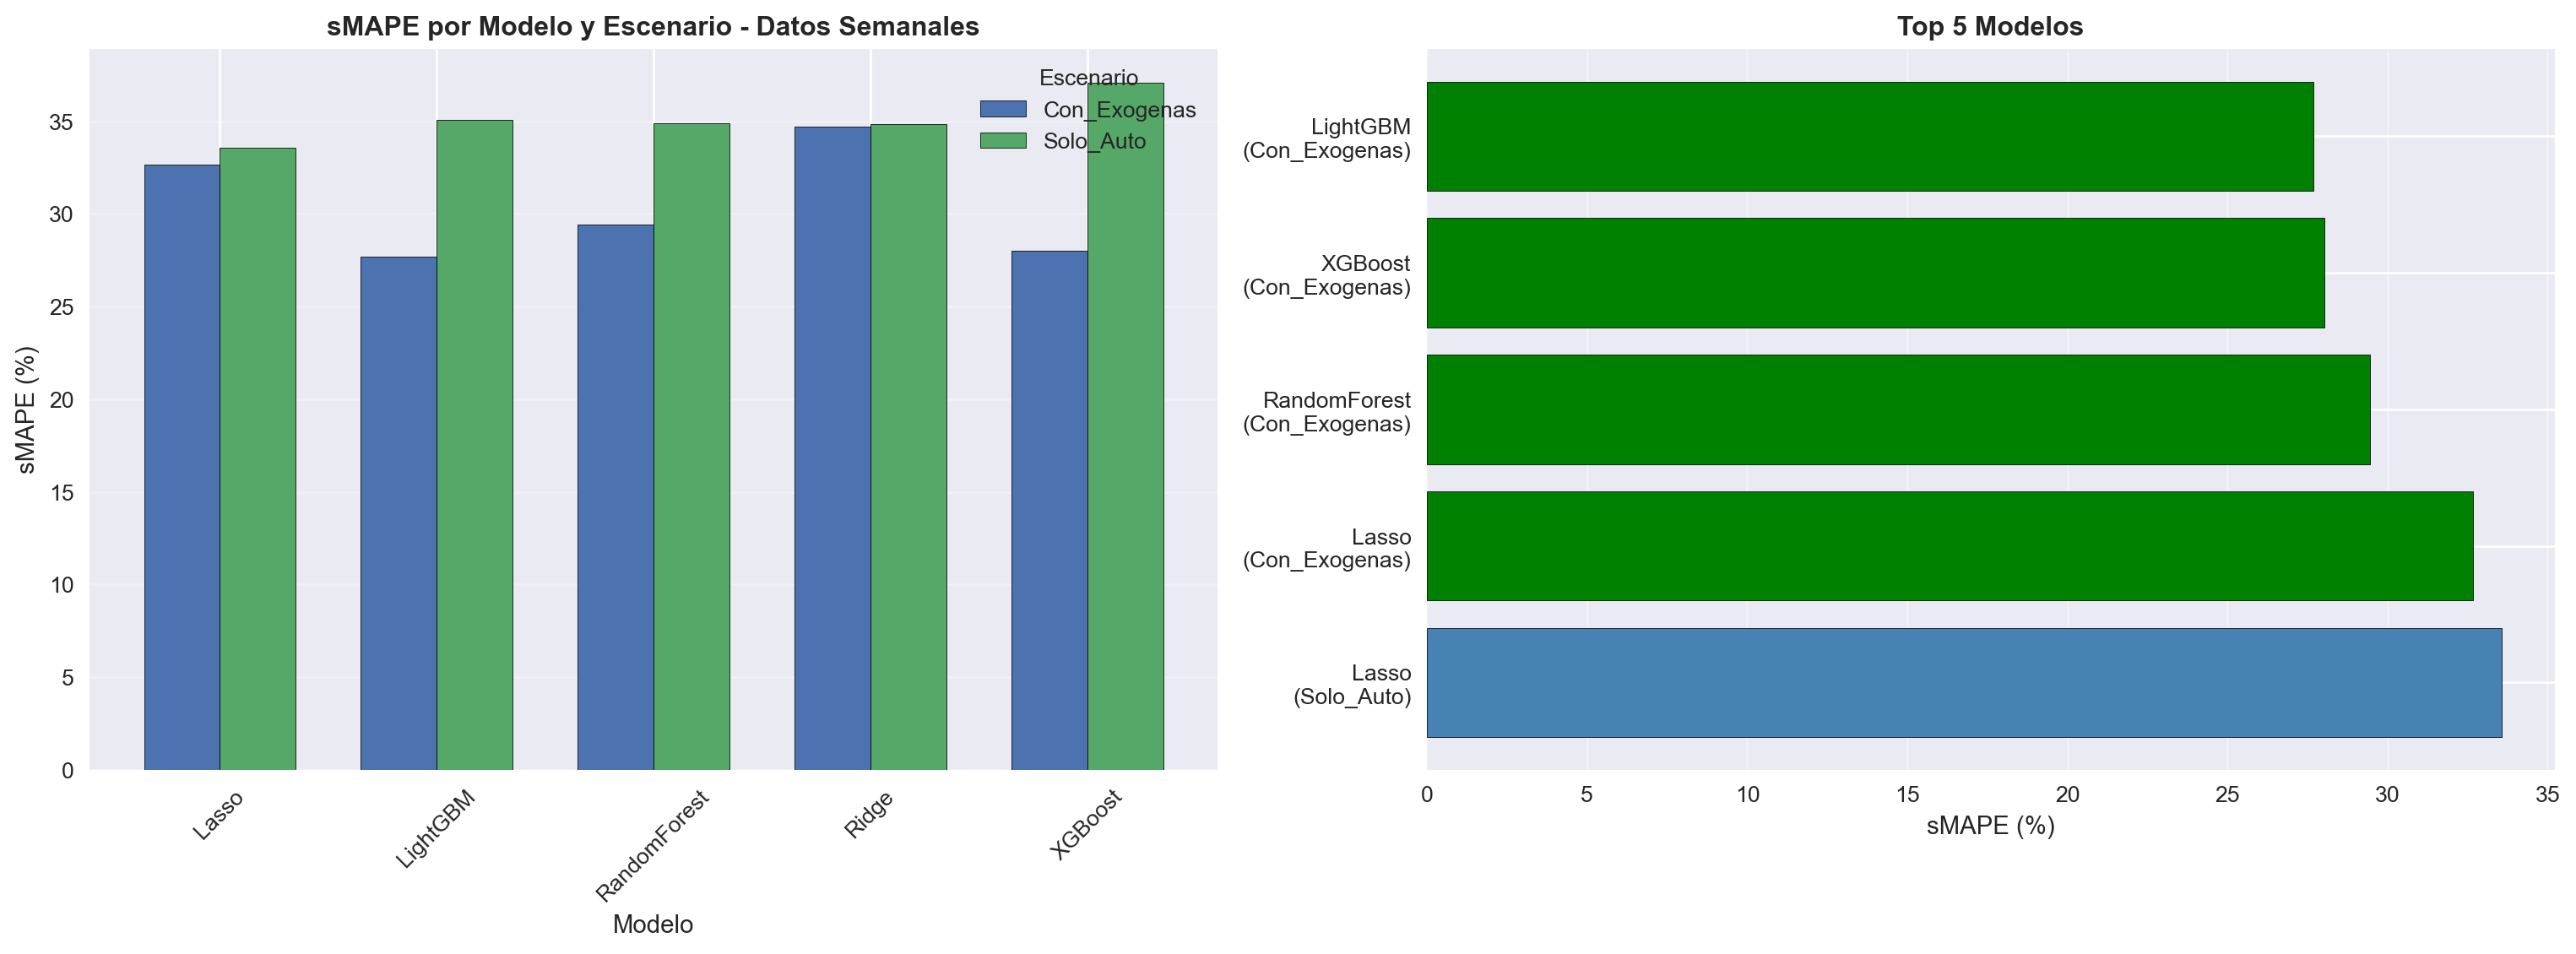 sMAPE por Modelo y Escenario - Datos Semanales
sMAPE (%)
35
30
25
20
15
10
5
0
Escenario
Con_Exogenas
Solo_Auto
Lasso
LightGBM
RandomForest
Ridge
XGBoost
Modelo
Top 5 Modelos
LightGBM
(Con_Exogenas)
XGBoost
(Con_Exogenas)
RandomForest
(Con_Exogenas)
Lasso
(Con_Exogenas)
Lasso
(Solo_Auto)
0 5 10 15 20 25 30 35
sMAPE (%)